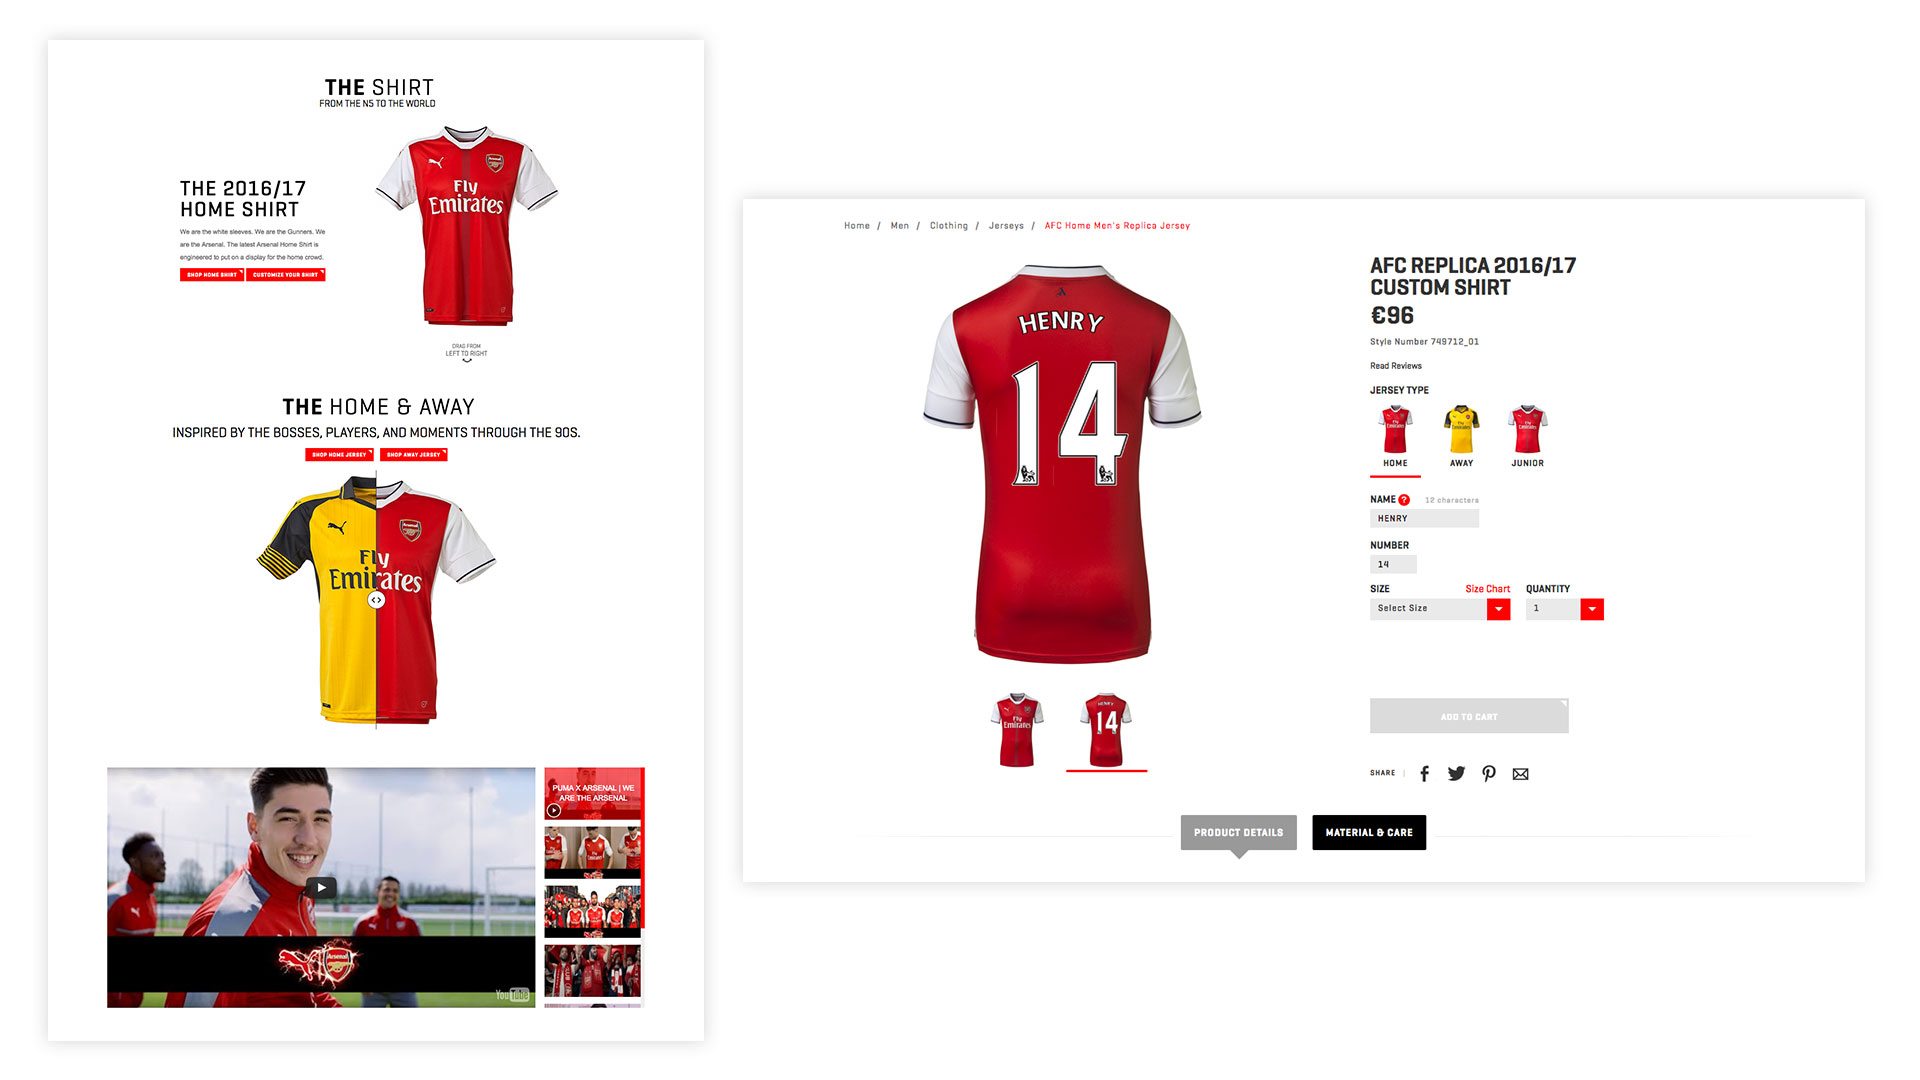 THE SHIRT
FROM THE N5 TO THE WORLD
Fly
Emirates
THE 2016/17
HOME SHIRT
We are the white sleeves. We are the Gunners. We
are the Arsenal. The latest Arsenal Home Shirt is
engineered to put on a display for the home crowd.
SHOP HOME SHIRT
CUSTOMIZE YOUR SHIRT
DRAG FROM
LEFT TO RIGHT
THE HOME & AWAY
INSPIRED BY THE BOSSES, PLAYERS, AND MOMENTS THROUGH THE 90S.
SHOP HOME JERSEY
SHOP AWAY JERSEY
Arsenal
Fly
Emirates
PUMA X ARSENAL | WE
ARE THE ARSENAL
Arsenal
YouTube
Home / Men / Clothing / Jerseys / AFC Home Men's Replica Jersey
HENRY
14
Fly
Emirates
HENRY
14
AFC REPLICA 2016/17
CUSTOM SHIRT
€96
Style Number 749712_01
Read Reviews
JERSEY TYPE
HOME
AWAY
JUNIOR
NAME ? 12 characters
HENRY
NUMBER
14
SIZE Size Chart QUANTITY
Select Size 1
ADD TO CART
SHARE
PRODUCT DETAILS
MATERIAL & CARE